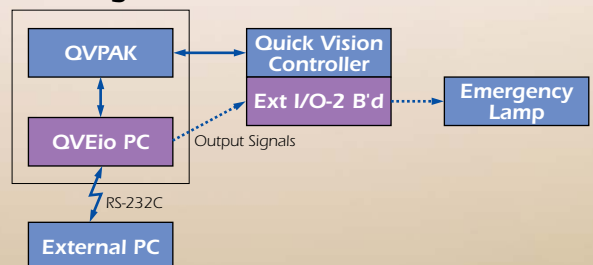 QVPAK
Quick Vision
Controller
Ext I/O-2 B'd
Emergency
Lamp
QVEio PC
Output Signals
RS-232C
External PC